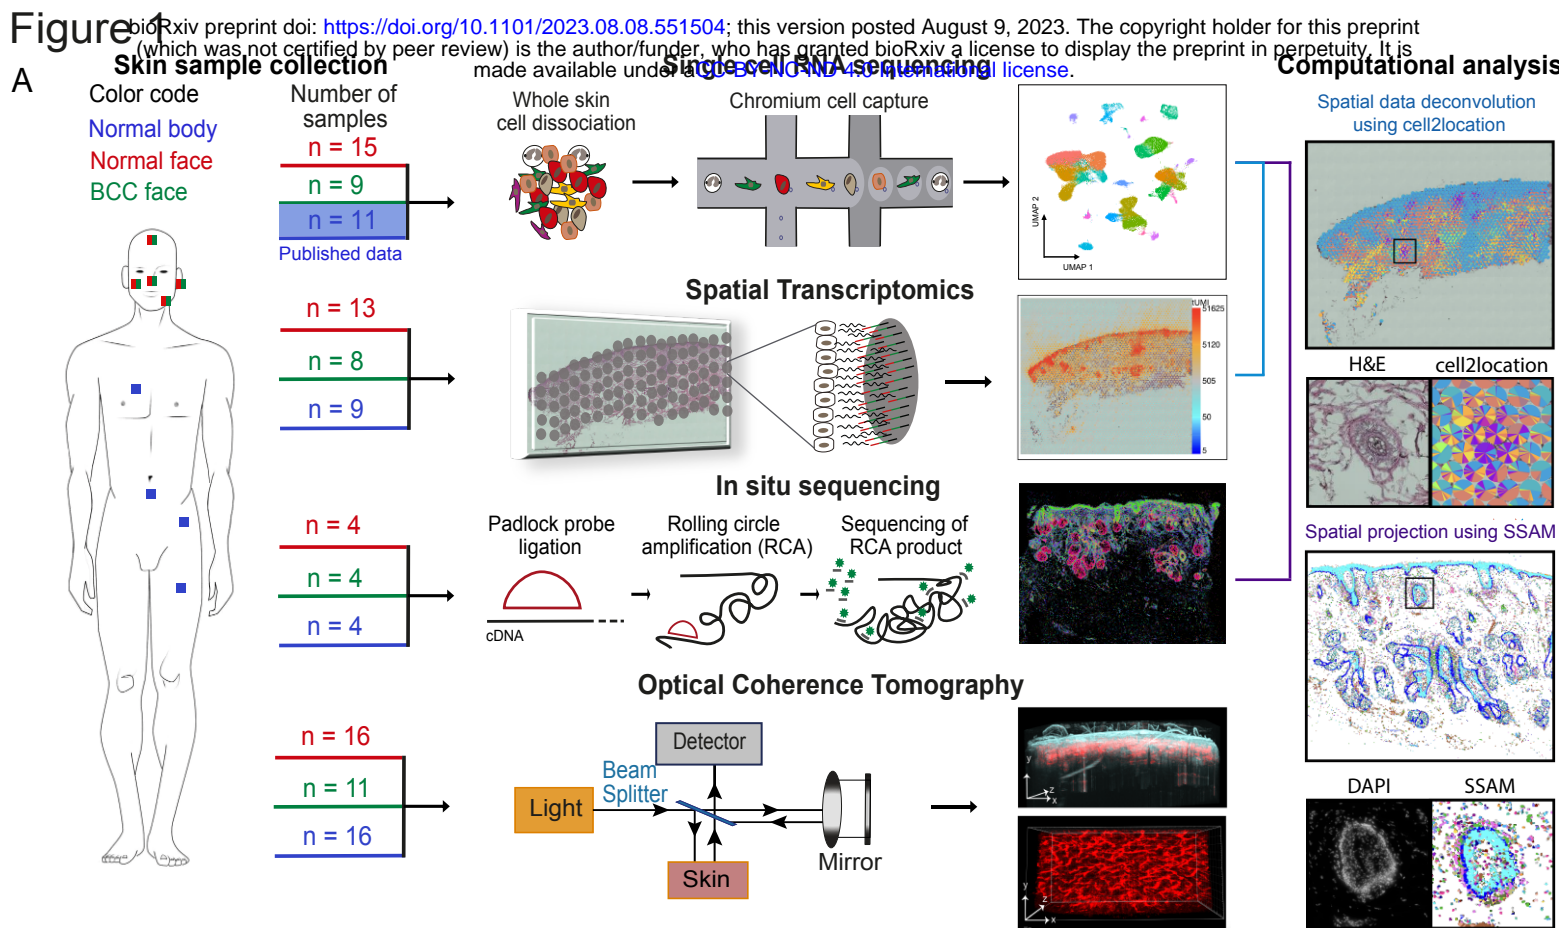 Figure 1
bioRxiv preprint doi: https://doi.org/10.1101/2023.08.08.551504; this version posted August 9, 2023. The copyright holder for this preprint
(which was not certified by peer review) is the author/funder, who has granted bioRxiv a license to display the preprint in perpetuity. It is
made available under aCC-BY-NC-ND 4.0 International license.
A
Skin sample collection
Color code
Normal body
Normal face
BCC face
Number of
samples
n = 15
n = 9
n = 11
Published data
n = 13
n = 8
n = 9
n = 4
n = 4
n = 4
n = 16
n = 11
n = 16
Single cell RNA sequencing
Whole skin
cell dissociation
Chromium cell capture
UMAP 2
UMAP 1
Spatial Transcriptomics
tUMI
51625
5120
505
50
5
In situ sequencing
Padlock probe
ligation
cDNA
Rolling circle
amplification (RCA)
Sequencing of
RCA product
Optical Coherence Tomography
Light
Beam
Splitter
Detector
Skin
Mirror
y
z
x
y
z
x
Computational analysis
Spatial data deconvolution
using cell2location
H&E
cell2location
Spatial projection using SSAM
DAPI
SSAM